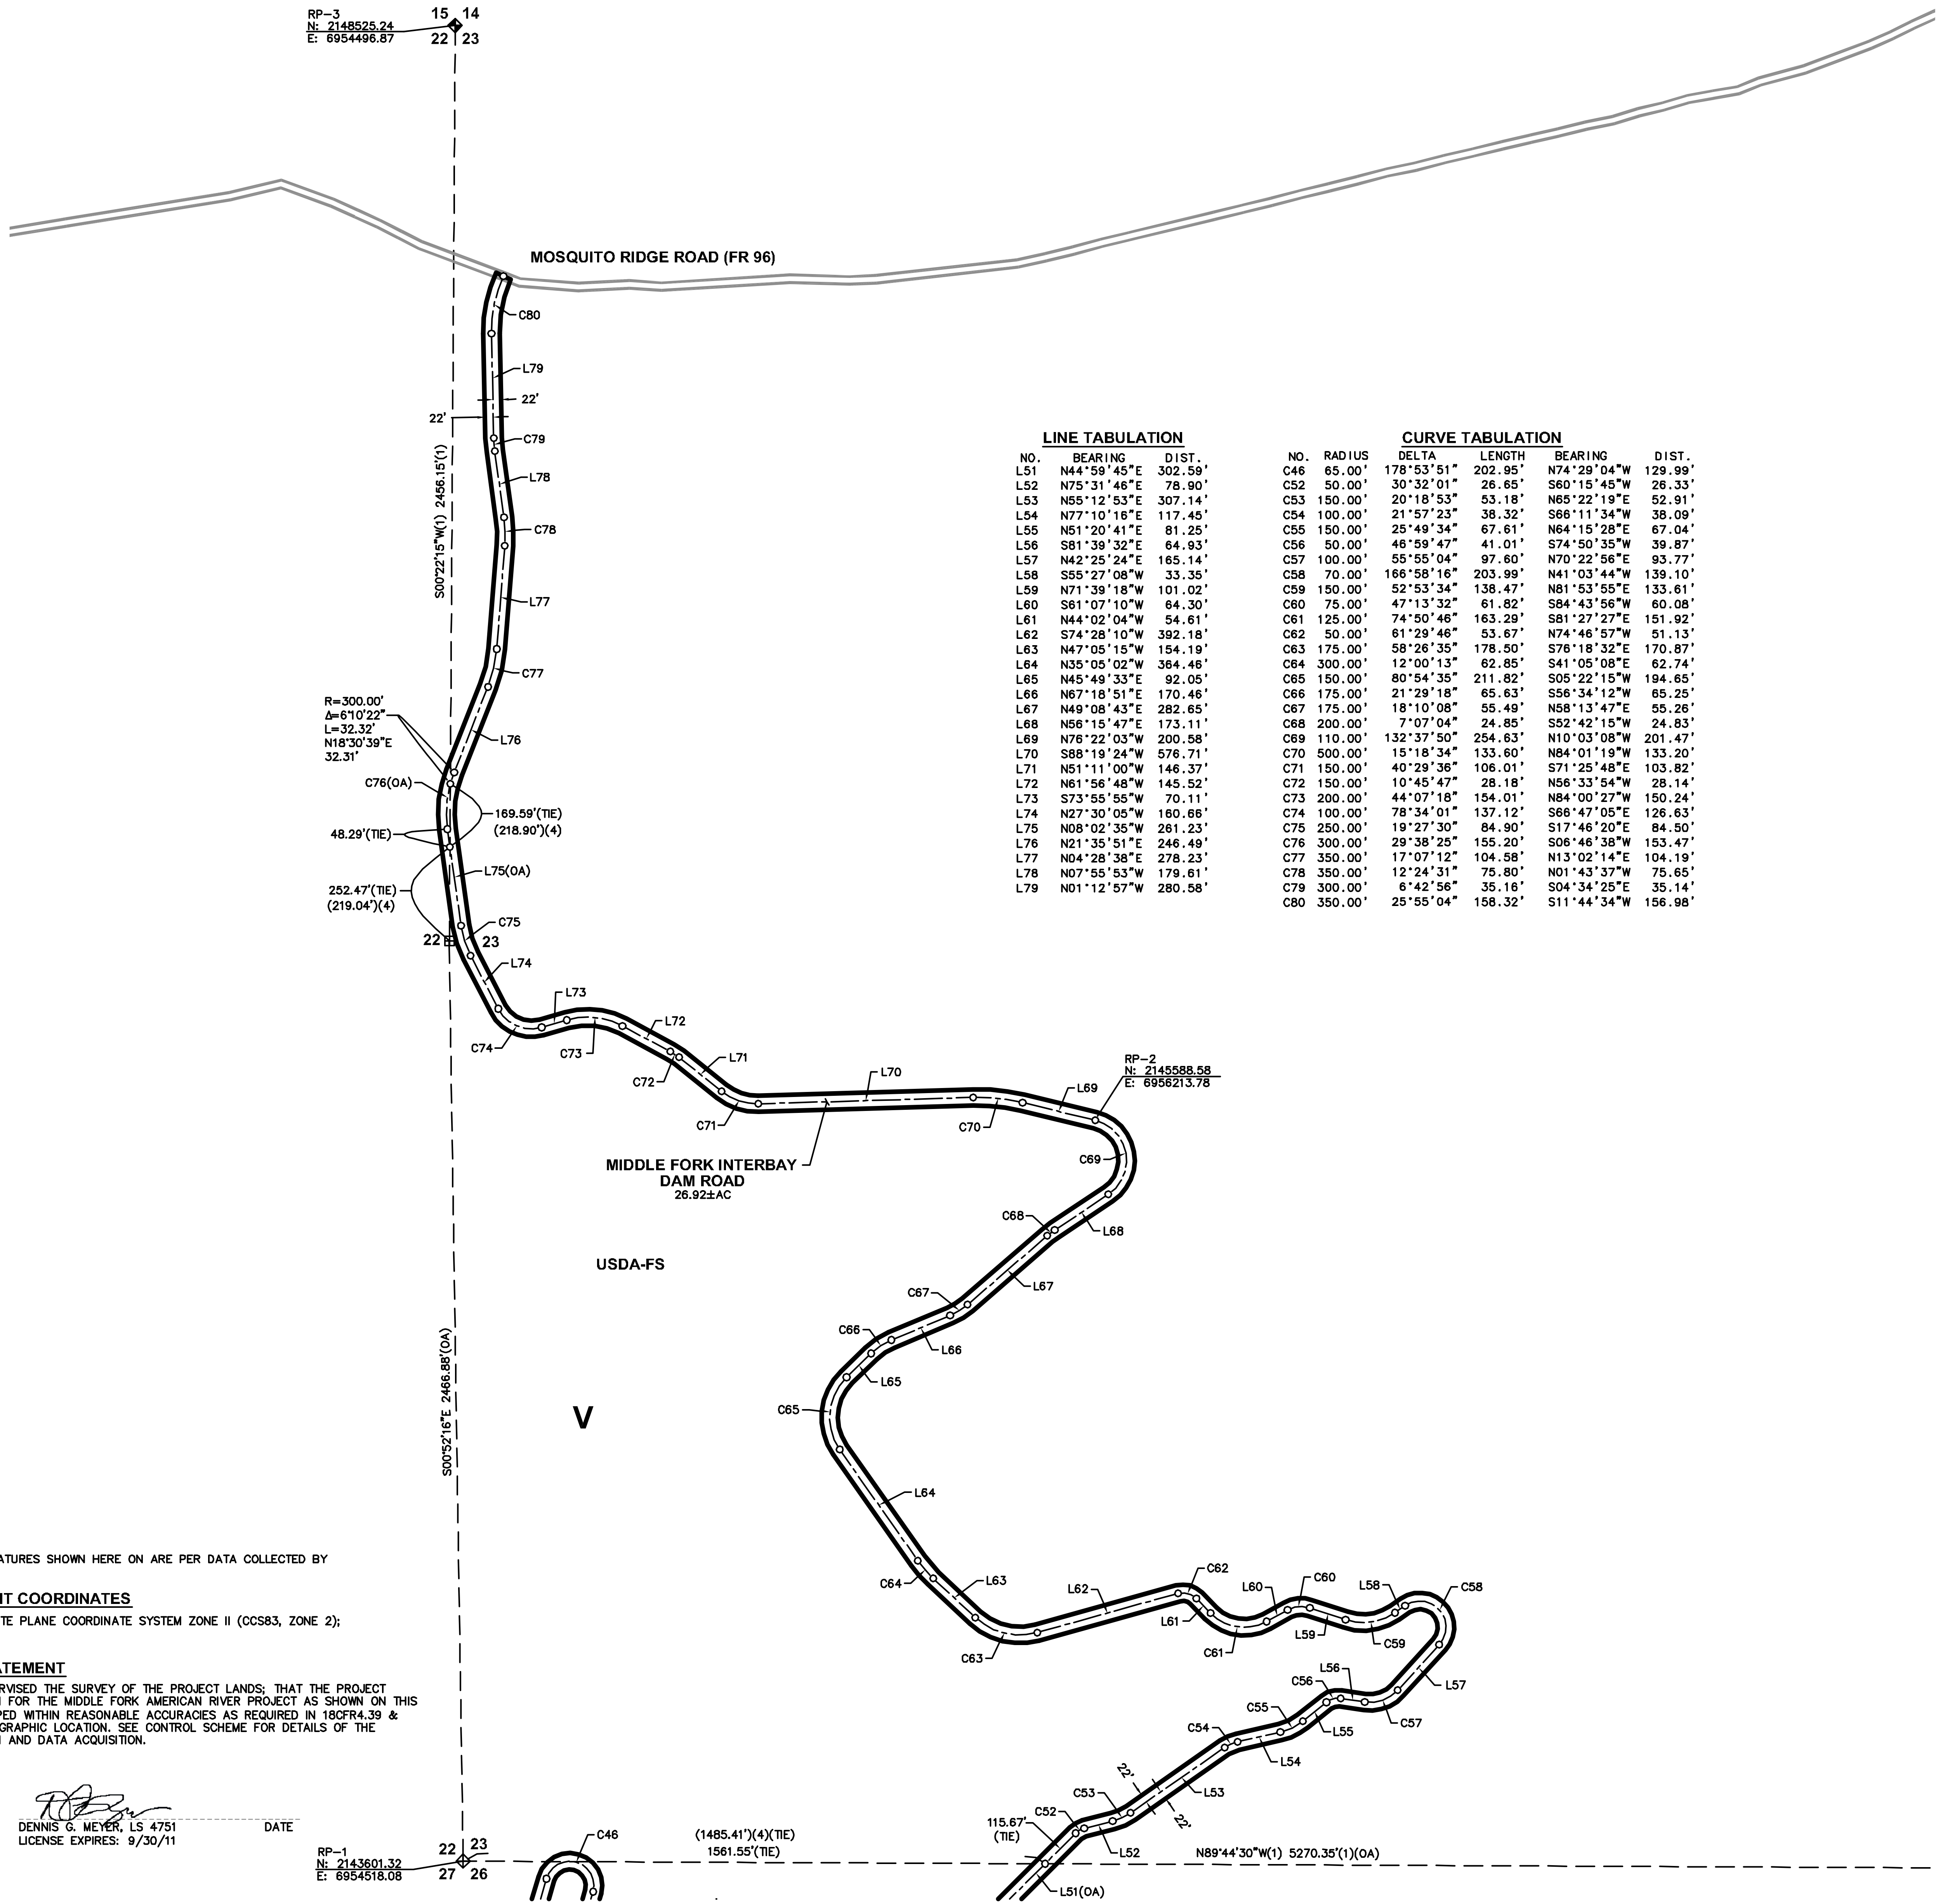 RP-3
N: 2148525.24
E: 6954496.87
15 14
22 23
MOSQUITO RIDGE ROAD (FR 96)
C80
L79
22'
22'
C79
L78
S00°22'15"W(1) 2456.15'(1)
C78
L77
C77
R=300.00'
Δ=6°10'22"
L=32.32'
N18°30'39"E
32.31'
L76
C76(OA)
169.59'(TIE)
(218.90')(4)
48.29'(TIE)
L75(OA)
252.47'(TIE)
(219.04')(4)
C75
22 23
L74
L73
L72
C74
C73
C72
L71
L70
C71
RP-2
N: 2145588.58
E: 6956213.78
L69
C70
C69
MIDDLE FORK INTERBAY
DAM ROAD
26.92±AC
C68
L68
USDA-FS
L67
C67
C66
L66
L65
S00°52'16"E 2466.88'(OA)
V
C65
L64
C64
L63
L62
C62
L60
C60
L58
C58
L61
C63
C61
L59
C59
L56
C56
L57
C55
C57
C54
L55
L54
22'
L53
C53
22'
C52
115.67'
(TIE)
L52
LINE TABULATION
NO. BEARING DIST.
L51 N44°59'45"E 302.59'
L52 N75°31'46"E 78.90'
L53 N55°12'53"E 307.14'
L54 N77°10'16"E 117.45'
L55 N51°20'41"E 81.25'
L56 S81°39'32"E 64.93'
L57 N42°25'24"E 165.14'
L58 S55°27'08"W 33.35'
L59 N71°39'18"W 101.02'
L60 S61°07'10"W 64.30'
L61 N44°02'04"W 54.61'
L62 S74°28'10"W 392.18'
L63 N47°05'15"W 154.19'
L64 N35°05'02"W 364.46'
L65 N45°49'33"E 92.05'
L66 N67°18'51"E 170.46'
L67 N49°08'43"E 282.65'
L68 N56°15'47"E 173.11'
L69 N76°22'03"W 200.58'
L70 S88°19'24"W 576.71'
L71 N51°11'00"W 146.37'
L72 N61°56'48"W 145.52'
L73 S73°55'55"W 70.11'
L74 N27°30'05"W 160.66'
L75 N08°02'35"W 261.23'
L76 N21°35'51"E 246.49'
L77 N04°28'38"E 278.23'
L78 N07°55'53"W 179.61'
L79 N01°12'57"W 280.58'
CURVE TABULATION
NO. RADIUS DELTA LENGTH BEARING DIST.
C46 65.00' 178°53'51" 202.95' N74°29'04"W 129.99'
C52 50.00' 30°32'01" 26.65' S60°15'45"W 26.33'
C53 150.00' 20°18'53" 53.18' N65°22'19"E 52.91'
C54 100.00' 21°57'23" 38.32' S66°11'34"W 38.09'
C55 150.00' 25°49'34" 67.61' N64°15'28"E 67.04'
C56 50.00' 46°59'47" 41.01' S74°50'35"W 39.87'
C57 100.00' 55°55'04" 97.60' N70°22'56"E 93.77'
C58 70.00' 166°58'16" 203.99' N41°03'44"W 139.10'
C59 150.00' 52°53'34" 138.47' N81°53'55"E 133.61'
C60 75.00' 47°13'32" 61.82' S84°43'56"W 60.08'
C61 125.00' 74°50'46" 163.29' S81°27'27"E 151.92'
C62 50.00' 61°29'46" 53.67' N74°46'57"W 51.13'
C63 175.00' 58°26'35" 178.50' S76°18'32"E 170.87'
C64 300.00' 12°00'13" 62.85' S41°05'08"E 62.74'
C65 150.00' 80°54'35" 211.82' S05°22'15"W 194.65'
C66 175.00' 21°29'18" 65.63' S56°34'12"W 65.25'
C67 175.00' 18°10'08" 55.49' N58°13'47"E 55.26'
C68 200.00' 7°07'04" 24.85' S52°42'15"W 24.83'
C69 110.00' 132°37'50" 254.63' N10°03'08"W 201.47'
C70 500.00' 15°18'34" 133.60' N84°01'19"W 133.20'
C71 150.00' 40°29'36" 106.01' S71°25'48"E 103.82'
C72 150.00' 10°45'47" 28.18' N56°33'54"W 28.14'
C73 200.00' 44°07'18" 154.01' N84°00'27"W 150.24'
C74 100.00' 78°34'01" 137.12' S66°47'05"E 126.63'
C75 250.00' 19°27'30" 84.90' S17°46'20"E 84.50'
C76 300.00' 29°38'25" 155.20' S06°46'38"W 153.47'
C77 350.00' 17°07'12" 104.58' N13°02'14"E 104.19'
C78 350.00' 12°24'31" 75.80' N01°43'37"W 75.65'
C79 300.00' 6°42'56" 35.16' S04°34'25"E 35.14'
C80 350.00' 25°55'04" 158.32' S11°44'34"W 156.98'
ATURES SHOWN HERE ON ARE PER DATA COLLECTED BY
IT COORDINATES
TE PLANE COORDINATE SYSTEM ZONE II (CCS83, ZONE 2);
ATEMENT
RVISED THE SURVEY OF THE PROJECT LANDS; THAT THE PROJECT
FOR THE MIDDLE FORK AMERICAN RIVER PROJECT AS SHOWN ON THIS
PED WITHIN REASONABLE ACCURACIES AS REQUIRED IN 18CFR4.39 &
GRAPHIC LOCATION. SEE CONTROL SCHEME FOR DETAILS OF THE
AND DATA ACQUISITION.
DENNIS G. MEYER, LS 4751 DATE
LICENSE EXPIRES: 9/30/11
RP-1
N: 2143601.32
E: 6954518.08
22 23
27 26
C46
(1485.41')(4)(TIE)
1561.55'(TIE)
N89°44'30"W(1) 5270.35'(1)(OA)
L51(OA)